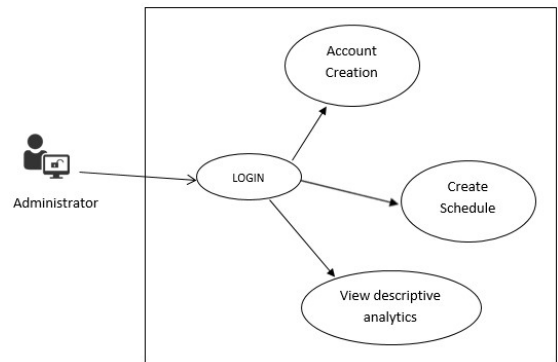 Account
Creation
Administrator
LOGIN
Create
Schedule
View descriptive
analytics